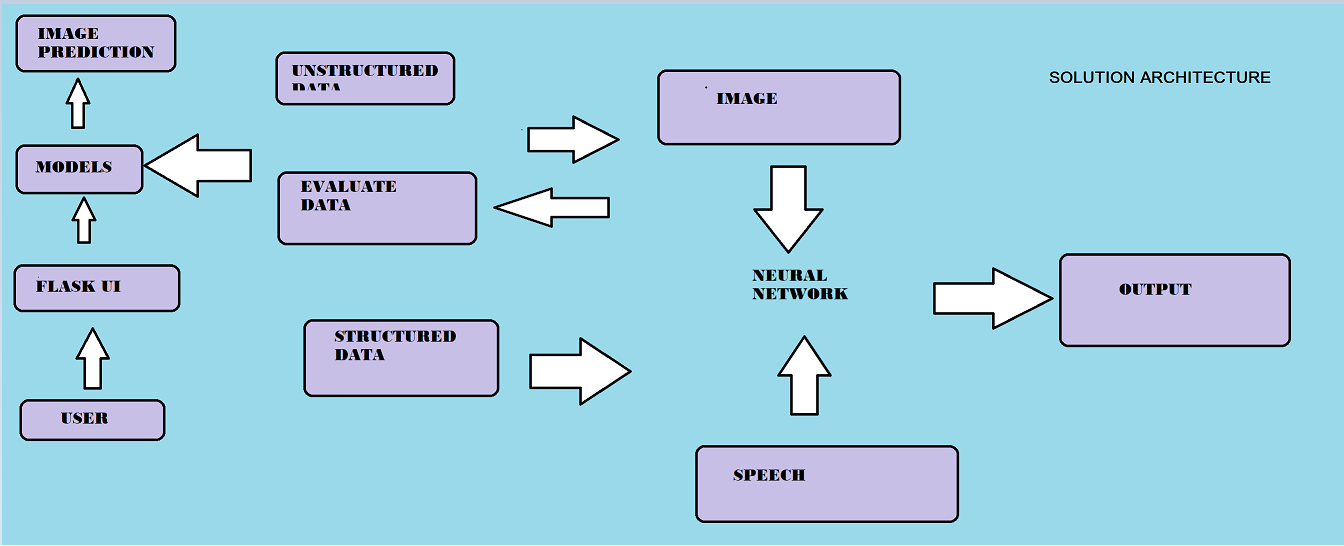 IMAGE
PREDICTION
UNSTRUCTURED
DATA
IMAGE
SOLUTION ARCHITECTURE
MODELS
EVALUATE
DATA
FLASK UI
NEURAL
NETWORK
OUTPUT
STRUCTURED
DATA
USER
SPEECH